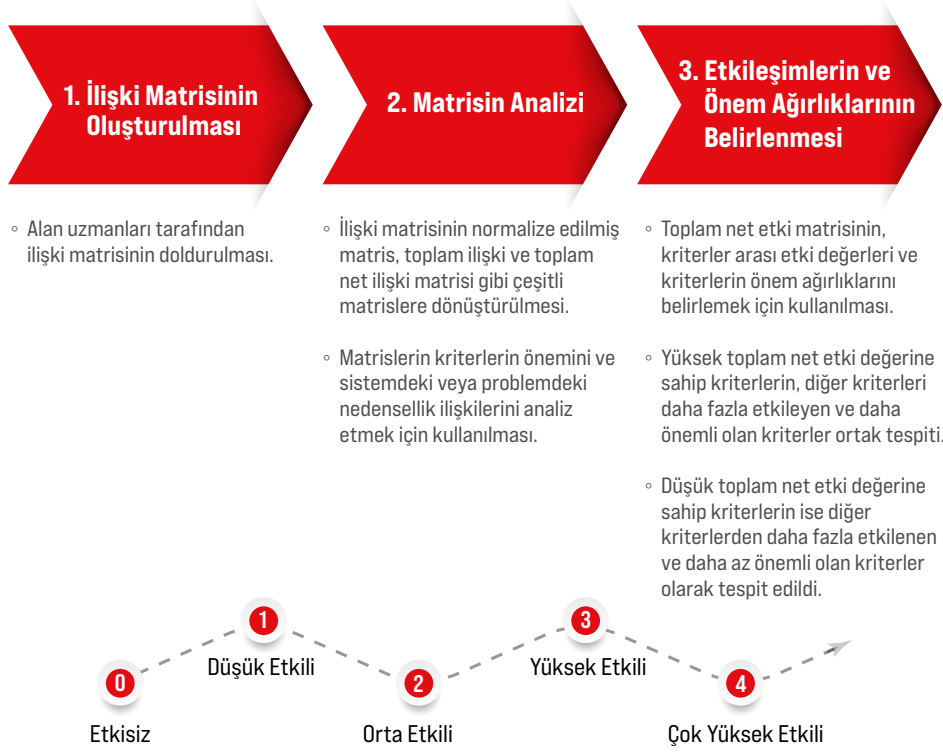 1. İlişki Matrisinin
Oluşturulması
◦ Alan uzmanları tarafından
ilişki matrisinin doldurulması.
2. Matrisin Analizi
◦ İlişki matrisinin normalize edilmiş
matris, toplam ilişki ve toplam
net ilişki matrisi gibi çeşitli
matrislere dönüştürülmesi.
◦ Matrislerin kriterlerin önemini ve
sistemdeki veya problemdeki
nedensellik ilişkilerini analiz
etmek için kullanılması.
3. Etkileşimlerin ve
Önem Ağırlıklarının
Belirlenmesi
◦ Toplam net etki matrisinin,
kriterler arası etki değerleri ve
kriterlerin önem ağırlıklarını
belirlemek için kullanılması.
◦ Yüksek toplam net etki değerine
sahip kriterlerin, diğer kriterleri
daha fazla etkileyen ve daha
önemli olan kriterler ortak tespiti.
◦ Düşük toplam net etki değerine
sahip kriterlerin ise diğer
kriterlerden daha fazla etkilenen
ve daha az önemli olan kriterler
olarak tespit edildi.
0
Etkisiz
1
Düşük Etkili
2
Orta Etkili
3
Yüksek Etkili
4
Çok Yüksek Etkili